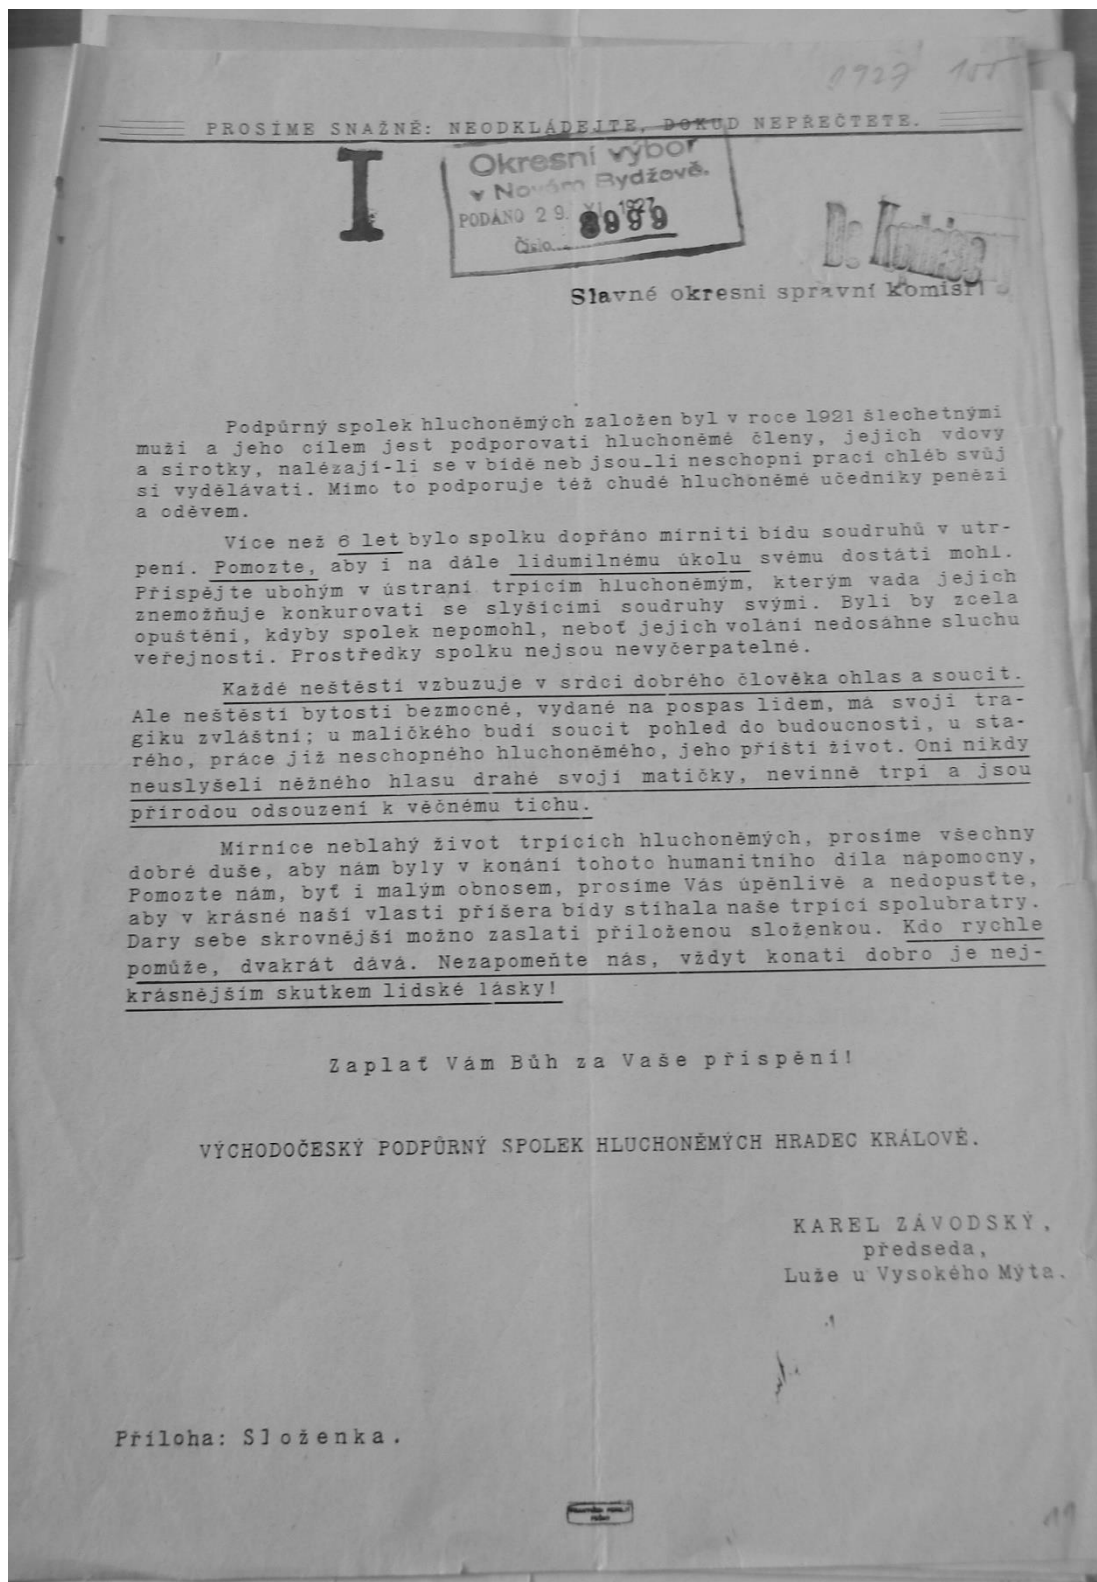 1927 155
PROSÍME SNAŽNĚ: NEODKLÁDEJTE, DOKUD NEPŘEČTETE.
I
Okresní výbor
v Novém Bydžově.
PODÁNO 29. XI. 1927
Číslo 8999
Slavné okresni správní komisři
Podpůrný spolek hluchoněmých založen byl v roce 1921 šlechetnými
muži a jeho cílem jest podporovati hluchoněmé členy, jejich vdovy
a sirotky, nalézají-li se v bídě neb jsou-li neschopni prací chléb svůj
si vydělávati. Mimo to podporuje též chudé hluchoněmé učedníky penězi
a oděvem.
Více než 6 let bylo spolku dopřáno mírniti bídu soudruhů v utr-
pení. Pomozte, aby i na dále lidumilnému úkolu svému dostáti mohl.
Přispějte ubohým v ústraní trpícím hluchoněmým, kterým vada jejich
znemožňuje konkurovati se slyšícími soudruhy svými. Byli by zcela
opuštěni, kdyby spolek nepomohl, neboť jejich volání nedosáhne sluchu
veřejnosti. Prostředky spolku nejsou nevyčerpatelné.
Každé neštěstí vzbuzuje v srdci dobrého člověka ohlas a soucit.
Ale neštěstí bytosti bezmocné, vydané na pospas lidem, má svoji tra-
giku zvláštní; u maličkého budí soucit pohled do budoucnosti, u sta-
rého, práce již neschopného hluchoněmého, jeho příští život. Oni nikdy
neuslyšeli něžného hlasu drahé svojí matičky, nevinně trpí a jsou
přírodou odsouzeni k věčnému tichu.
Mírníce neblahý život trpících hluchoněmých, prosíme všechny
dobré duše, aby nám byly v konání tohoto humanitního díla nápomocny,
Pomozte nám, byť i malým obnosem, prosíme Vás úpěnlivě a nedopusťte,
aby v krásné naší vlasti příšera bídy stíhala naše trpící spolubratry.
Dary sebe skrovnější možno zaslati přiloženou složenkou. Kdo rychle
pomůže, dvakrát dává. Nezapomeňte nás, vždyt konati dobro je nej-
krásnějším skutkem lidské lásky!
Zaplať Vám Bůh za Vaše přispění!
VÝCHODOČESKÝ PODPŮRNÝ SPOLEK HLUCHONĚMÝCH HRADEC KRÁLOVÉ.
KAREL ZÁVODSKÝ,
předseda,
Luže u Vysokého Mýta.
Příloha: Složenka.
19